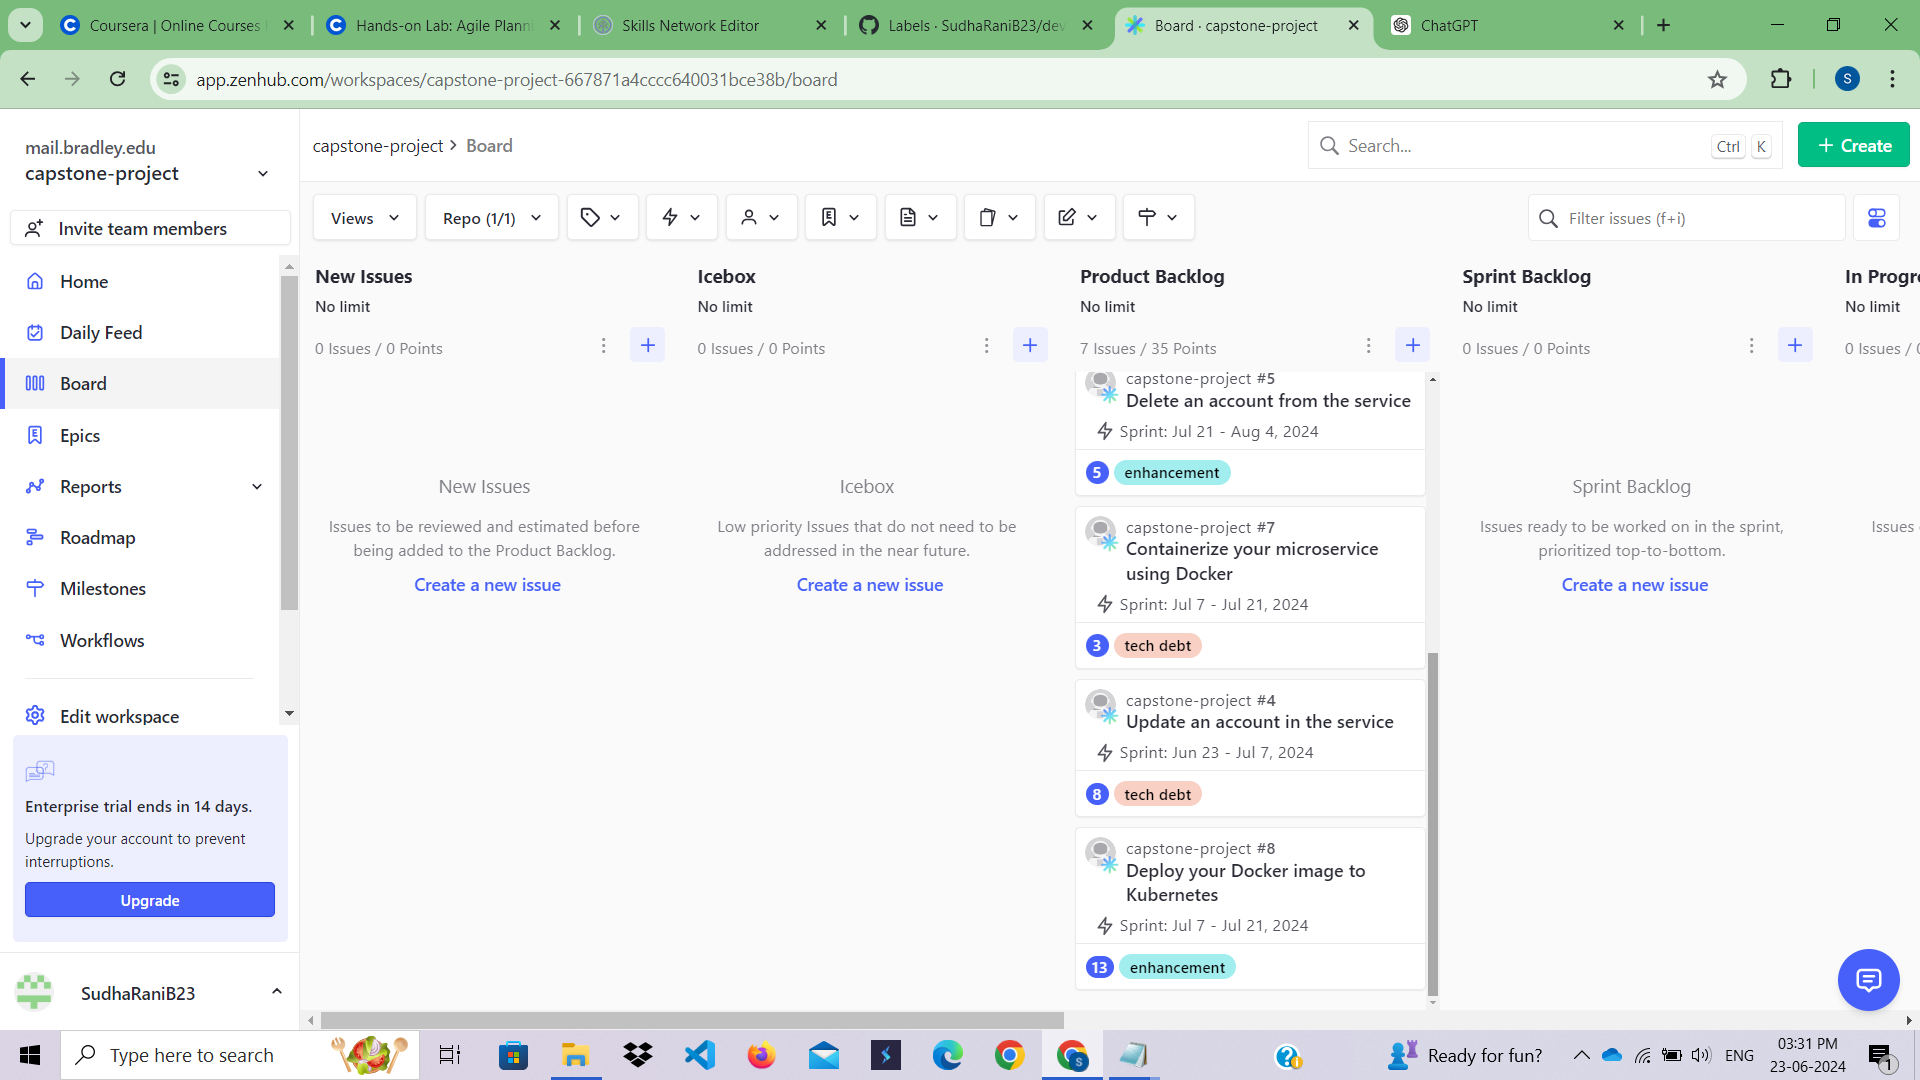 Coursera | Online Courses
Hands-on Lab: Agile Planni
Skills Network Editor
Labels · SudhaRaniB23/dev
Board · capstone-project
ChatGPT
app.zenhub.com/workspaces/capstone-project-667871a4cccc640031bce38b/board
S
mail.bradley.edu
capstone-project
capstone-project > Board
Search...
Ctrl K
+ Create
Invite team members
Views
Repo (1/1)
Filter issues (f+i)
Home
Daily Feed
Board
Epics
Reports
Roadmap
Milestones
Workflows
Edit workspace
Enterprise trial ends in 14 days.
Upgrade your account to prevent
interruptions.
Upgrade
SudhaRaniB23
New Issues
No limit
0 Issues / 0 Points
New Issues
Issues to be reviewed and estimated before
being added to the Product Backlog.
Create a new issue
Icebox
No limit
0 Issues / 0 Points
Icebox
Low priority Issues that do not need to be
addressed in the near future.
Create a new issue
Product Backlog
No limit
7 Issues / 35 Points
capstone-project #5
Delete an account from the service
Sprint: Jul 21 - Aug 4, 2024
5 enhancement
capstone-project #7
Containerize your microservice
using Docker
Sprint: Jul 7 - Jul 21, 2024
3 tech debt
capstone-project #4
Update an account in the service
Sprint: Jun 23 - Jul 7, 2024
8 tech debt
capstone-project #8
Deploy your Docker image to
Kubernetes
Sprint: Jul 7 - Jul 21, 2024
13 enhancement
Sprint Backlog
No limit
0 Issues / 0 Points
Sprint Backlog
Issues ready to be worked on in the sprint,
prioritized top-to-bottom.
Create a new issue
In Progre
No limit
0 Issues / 0
Issues
Type here to search
S
Ready for fun?
ENG
03:31 PM
23-06-2024
1